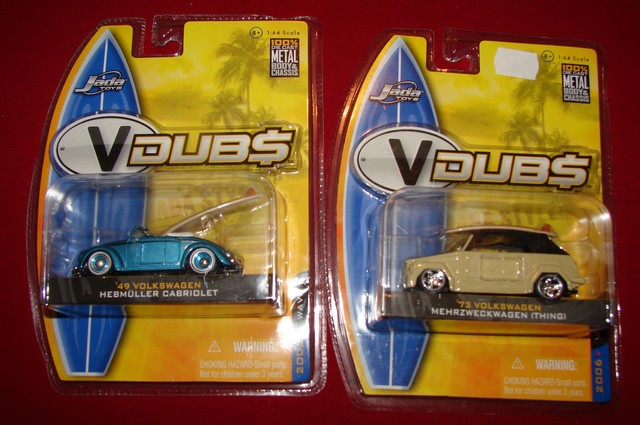 8+ 1:64 Scale
100%
DIE CAST
METAL
BODY &
CHASSIS
Jada
TOYS
V DUB$
'49 VOLKSWAGEN
HEBMÜLLER CABRIOLET
WARNING:
CHOKING HAZARD-Small parts
Not for children under 3 years.
8+ 1:64 Scale
100%
DIE CAST
METAL
BODY &
CHASSIS
Jada
TOYS
V DUB$
'73 VOLKSWAGEN
MEHRZWECKWAGEN (THING)
WARNING:
CHOKING HAZARD-Small parts
Not for children under 3 years.
2006